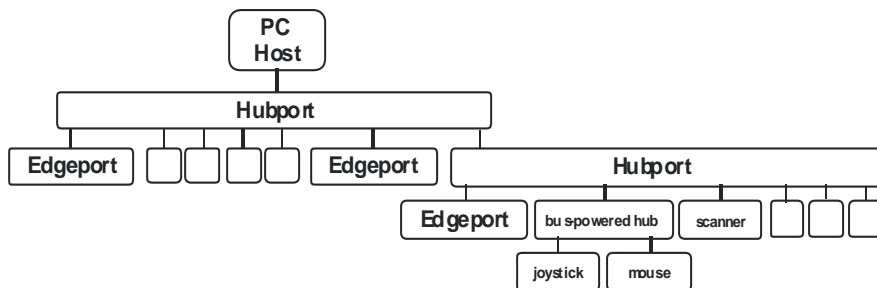 PC
Host
Hubport
Edgeport
Edgeport
Hubport
Edgeport
bus-powered hub
scanner
joystick
mouse